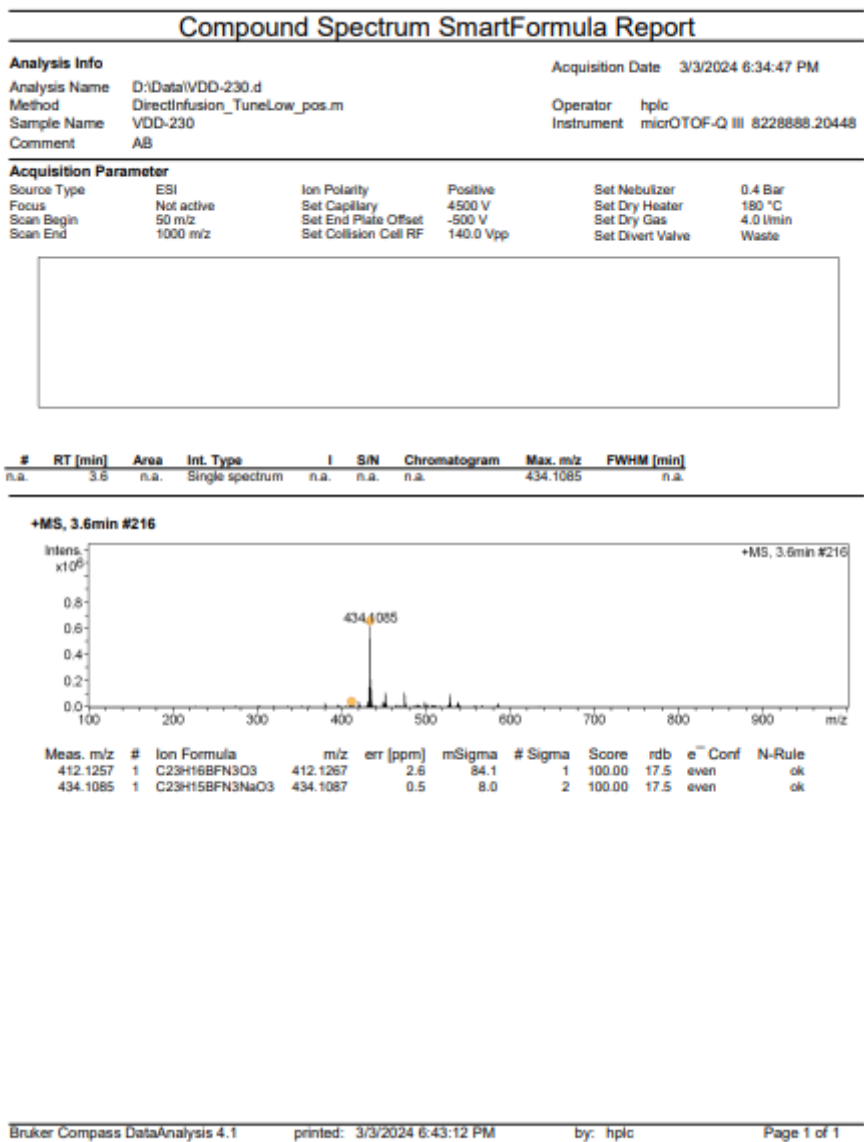 Compound Spectrum SmartFormula Report
Analysis Info
Acquisition Date 3/3/2024 6:34:47 PM
Analysis Name D:\Data\VDD-230.d
Method DirectInfusion_TuneLow_pos.m Operator hplc
Sample Name VDD-230 Instrument micrOTOF-Q III 8228888.20448
Comment AB
Acquisition Parameter
Source Type ESI Ion Polarity Positive Set Nebulizer 0.4 Bar
Focus Not active Set Capillary 4500 V Set Dry Heater 180 °C
Scan Begin 50 m/z Set End Plate Offset -500 V Set Dry Gas 4.0 l/min
Scan End 1000 m/z Set Collision Cell RF 140.0 Vpp Set Divert Valve Waste
# RT [min] Area Int. Type I S/N Chromatogram Max. m/z FWHM [min]
n.a. 3.6 n.a. Single spectrum n.a. n.a. n.a. 434.1085 n.a.
+MS, 3.6min #216
Intens. +MS, 3.6min #216
x10⁶
0.8
434.1085
0.6
0.4
0.2
0.0
100 200 300 400 500 600 700 800 900 m/z
Meas. m/z # Ion Formula m/z err [ppm] mSigma # Sigma Score rdb e⁻ Conf N-Rule
412.1257 1 C23H16BFN3O3 412.1267 2.6 84.1 1 100.00 17.5 even ok
434.1085 1 C23H15BFN3NaO3 434.1087 0.5 8.0 2 100.00 17.5 even ok
Bruker Compass DataAnalysis 4.1 printed: 3/3/2024 6:43:12 PM by: hplc Page 1 of 1